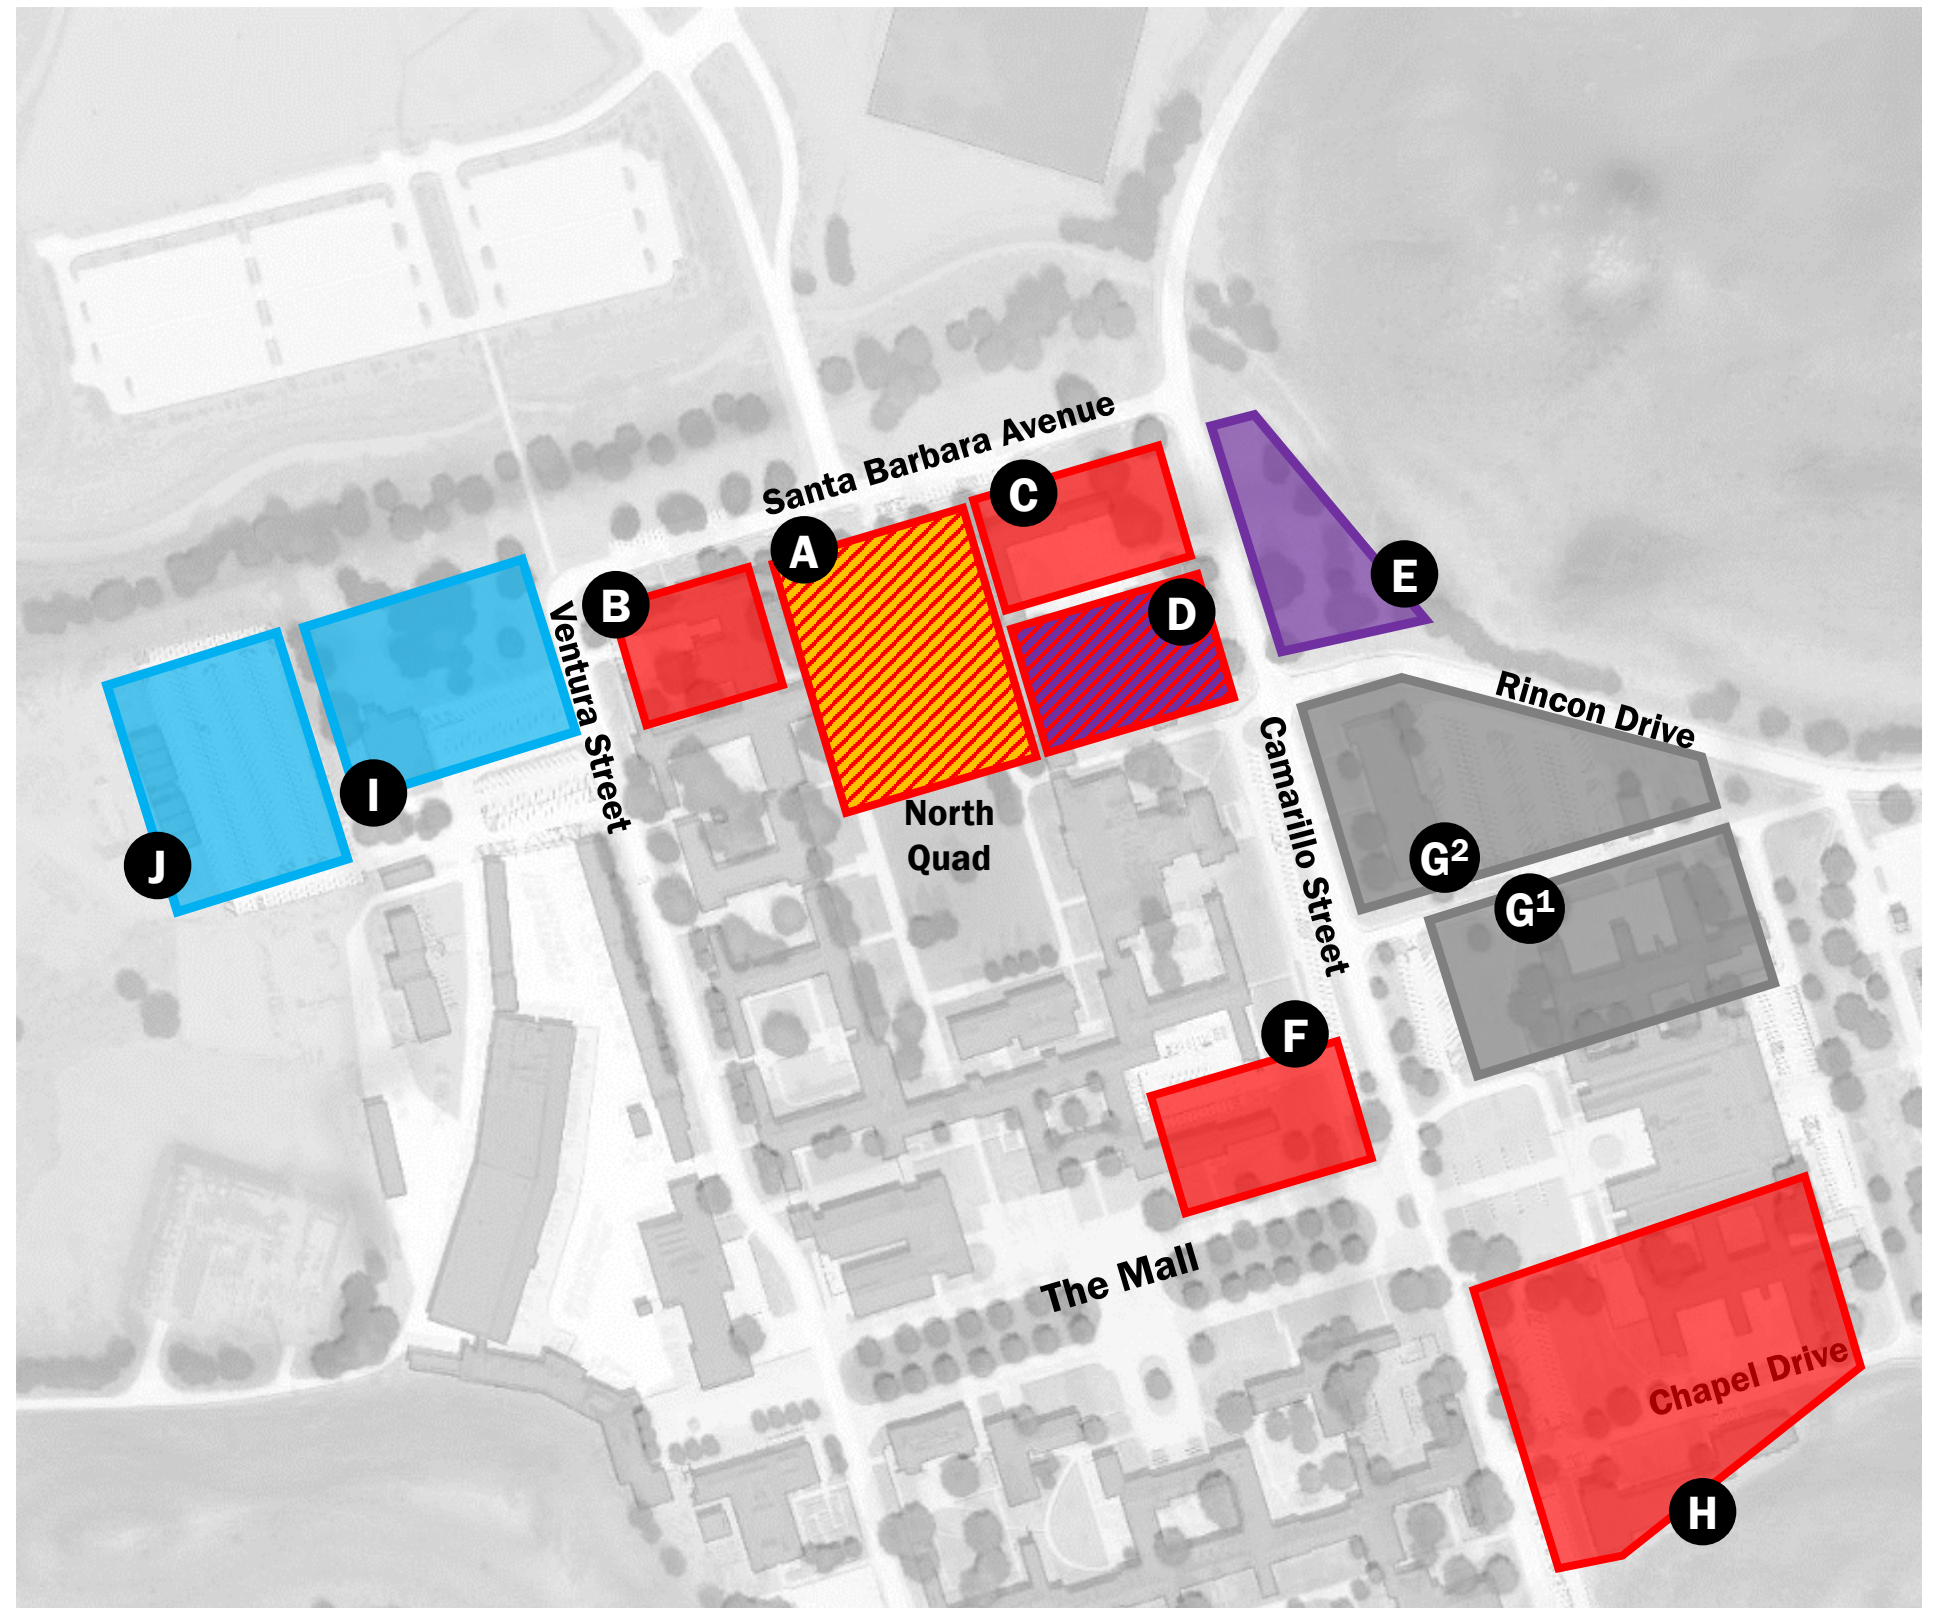 Santa Barbara Avenue
C
A
E
B
D
Ventura Street
Rincon Drive
I
North
Quad
Camarillo Street
J
G²
G¹
F
The Mall
Chapel Drive
H